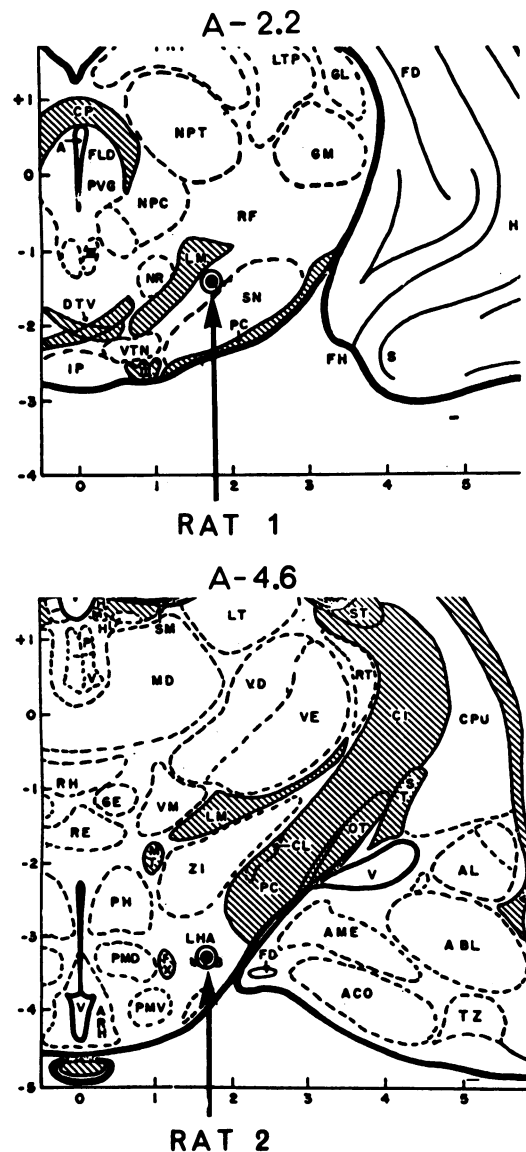 A-2.2
LTP GL FD
+1
CP
NPT
A
FLD
GM
0
PVG
NPC
RF
H
-1
LM
NR
SN
DTV
-2
PC
VTN
FH S
IP
-3
-4
0 1 2 3 4 5
RAT 1
A-4.6
H SM LT ST
+1
V
MD VD RT
0
VE CI CPU
-1
RH
GE VM LM S
T
RE OT
CL
-2
MT ZI V AL
PC
PH
-3
LHA AME ABL
PMD FX FD
-4
V A
R
H
PMV ACO TZ
-5
0 1 2 3 4 5
RAT 2